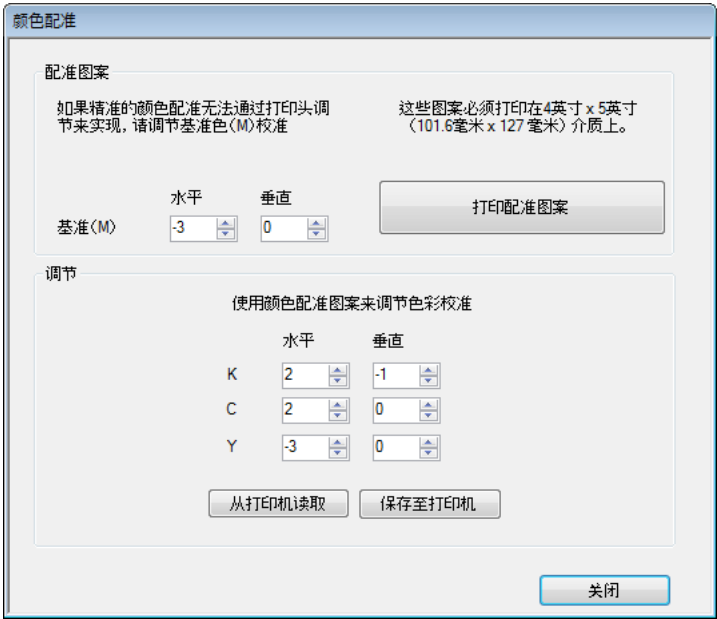 颜色配准
配准图案
如果精准的颜色配准无法通过打印头调
节来实现, 请调节基准色(M)校准
这些图案必须打印在4英寸 x 5英寸
(101.6毫米 x 127 毫米) 介质上。
水平 垂直
基准(M) -3 0
打印配准图案
调节
使用颜色配准图案来调节色彩校准
水平 垂直
K 2 -1
C 2 0
Y -3 0
从打印机读取 保存至打印机
关闭